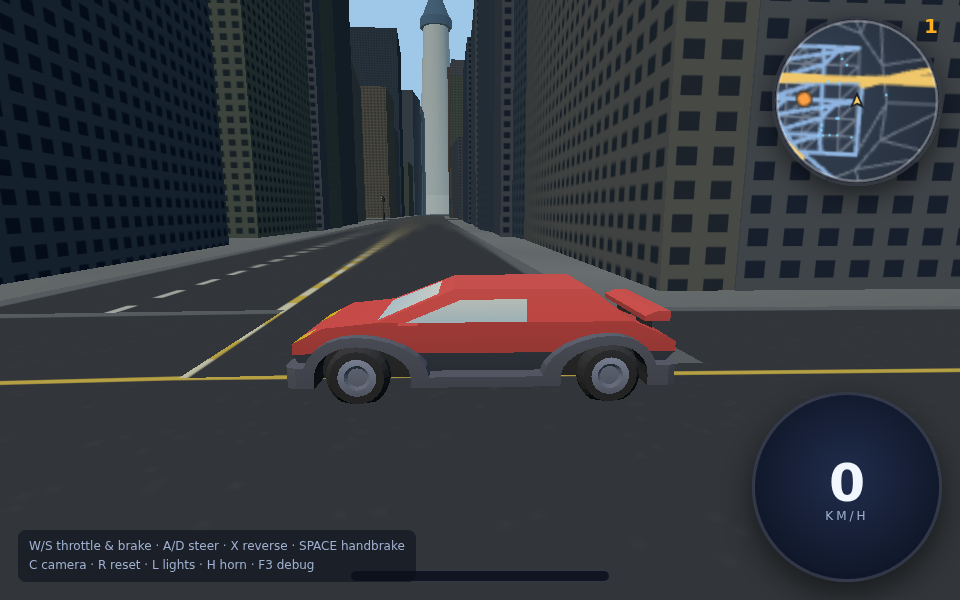 1
0
KM/H
W/S throttle & brake · A/D steer · X reverse · SPACE handbrake
C camera · R reset · L lights · H horn · F3 debug